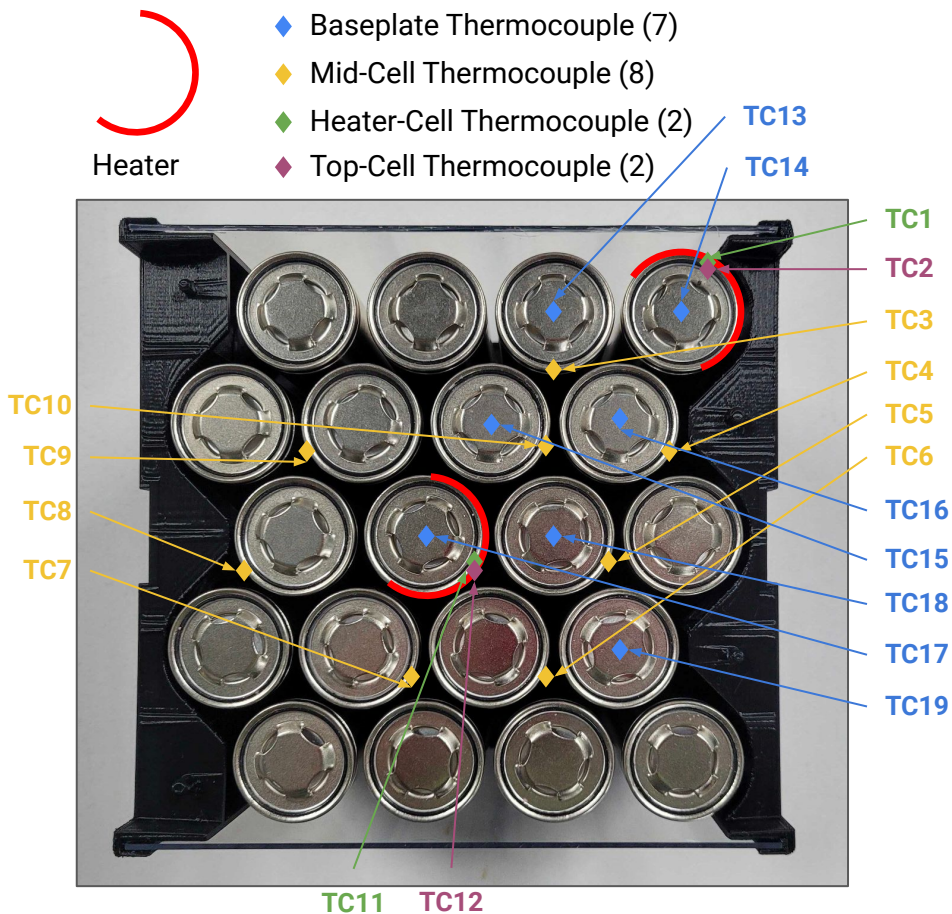 Heater
Baseplate Thermocouple (7)
Mid-Cell Thermocouple (8)
Heater-Cell Thermocouple (2)
Top-Cell Thermocouple (2)
TC13
TC14
TC1
TC2
TC3
TC4
TC5
TC6
TC16
TC15
TC18
TC17
TC19
TC10
TC9
TC8
TC7
TC11
TC12